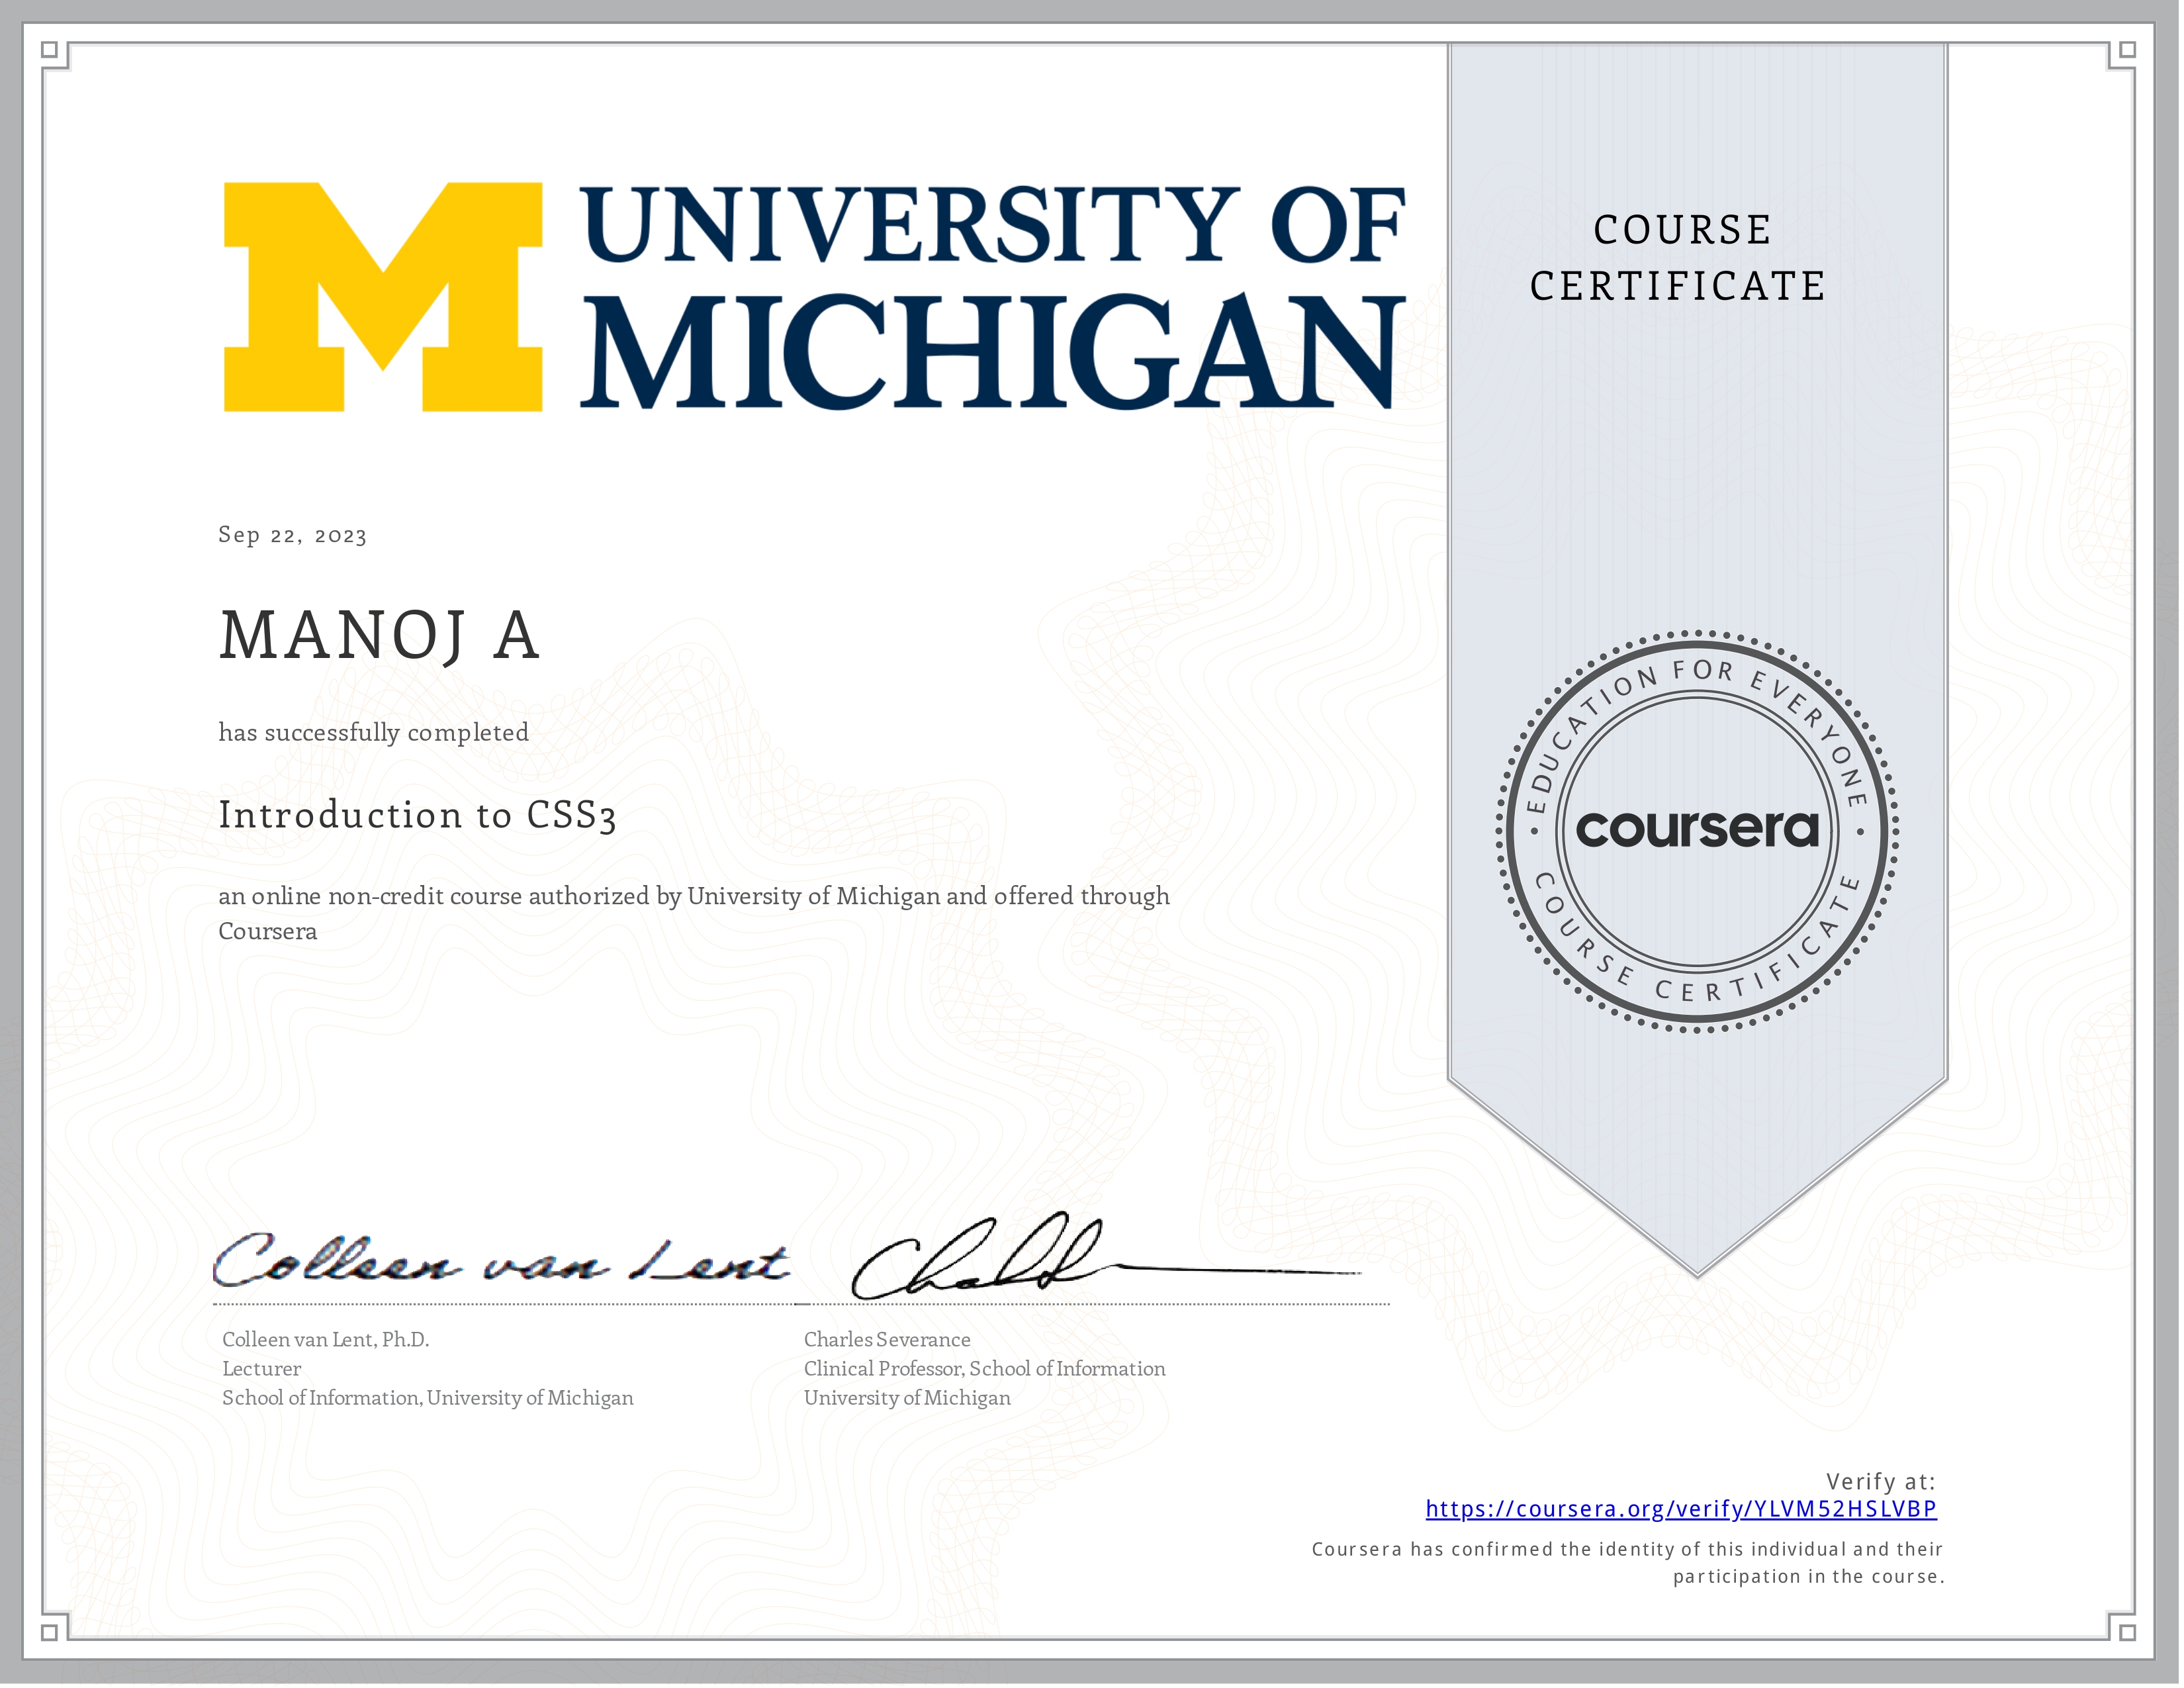 UNIVERSITY OF
MICHIGAN
COURSE
CERTIFICATE
Sep 22, 2023
MANOJ A
has successfully completed
Introduction to CSS3
an online non-credit course authorized by University of Michigan and offered through
Coursera
EDUCATION FOR EVERYONE
coursera
COURSE CERTIFICATE
Colleen van Lent
Colleen van Lent, Ph.D.
Lecturer
School of Information, University of Michigan
Charles Severance
Clinical Professor, School of Information
University of Michigan
Verify at:
https://coursera.org/verify/YLVM52HSLVBP
Coursera has confirmed the identity of this individual and their
participation in the course.